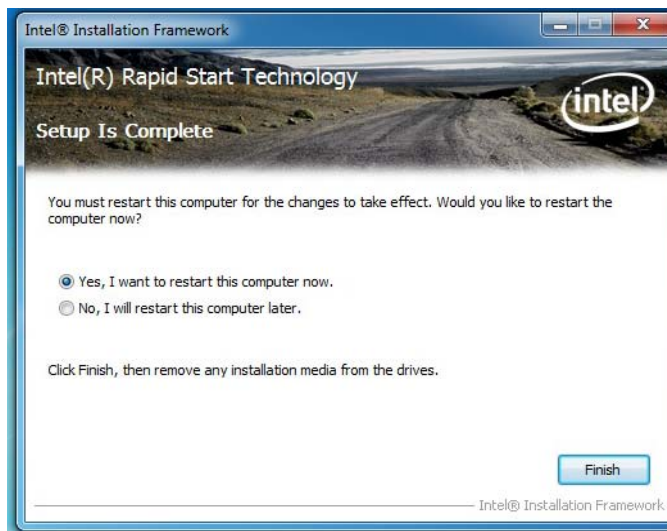 Intel® Installation Framework
Intel(R) Rapid Start Technology
intel
Setup Is Complete
You must restart this computer for the changes to take effect. Would you like to restart the
computer now?
Yes, I want to restart this computer now.
No, I will restart this computer later.
Click Finish, then remove any installation media from the drives.
Finish
Intel® Installation Framework